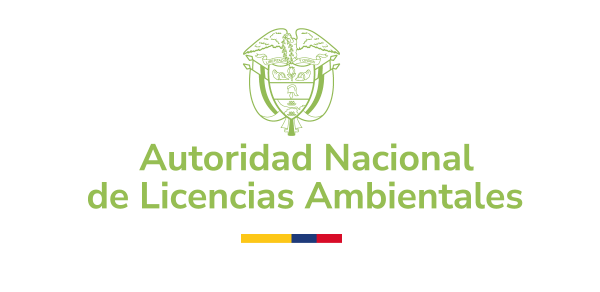 Autoridad Nacional
de Licencias Ambientales